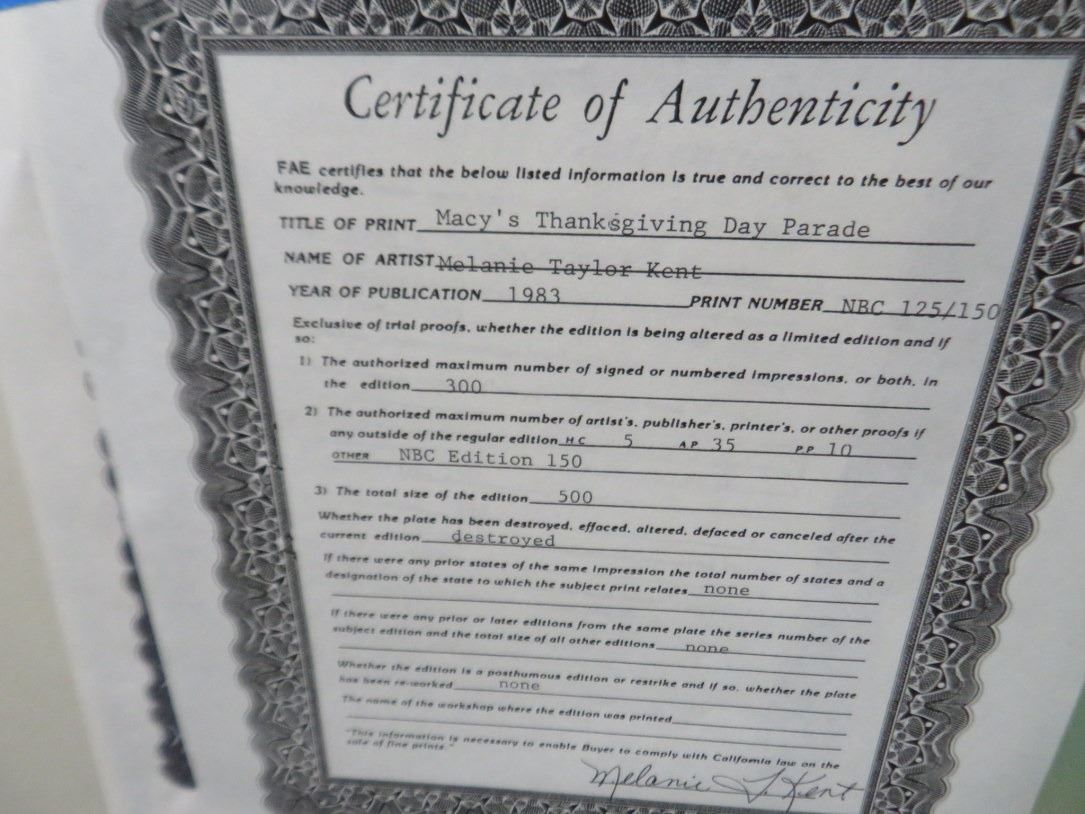 Certificate of Authenticity
FAE certifies that the below listed information is true and correct to the best of our
knowledge.
TITLE OF PRINT Macy's Thanksgiving Day Parade
NAME OF ARTIST Melanie Taylor Kent
YEAR OF PUBLICATION 1983 PRINT NUMBER NBC 125/150
Exclusive of trial proofs, whether the edition is being altered as a limited edition and if
so:
1) The authorized maximum number of signed or numbered impressions, or both, in
the edition 300
2) The authorized maximum number of artist's, publisher's, printer's, or other proofs if
any outside of the regular edition HC 5 AP 35 PP 10
OTHER NBC Edition 150
3) The total size of the edition 500
Whether the plate has been destroyed, effaced, altered, defaced or canceled after the
current edition destroyed
If there were any prior states of the same impression the total number of states and a
designation of the state to which the subject print relates none
If there were any prior or later editions from the same plate the series number of the
subject edition and the total size of all other editions none
Whether the edition is a posthumous edition or restrike and if so, whether the plate
has been re-worked none
The name of the workshop where the edition was printed
"This information is necessary to enable Buyer to comply with California law on the
sale of fine prints."
Melanie T. Kent